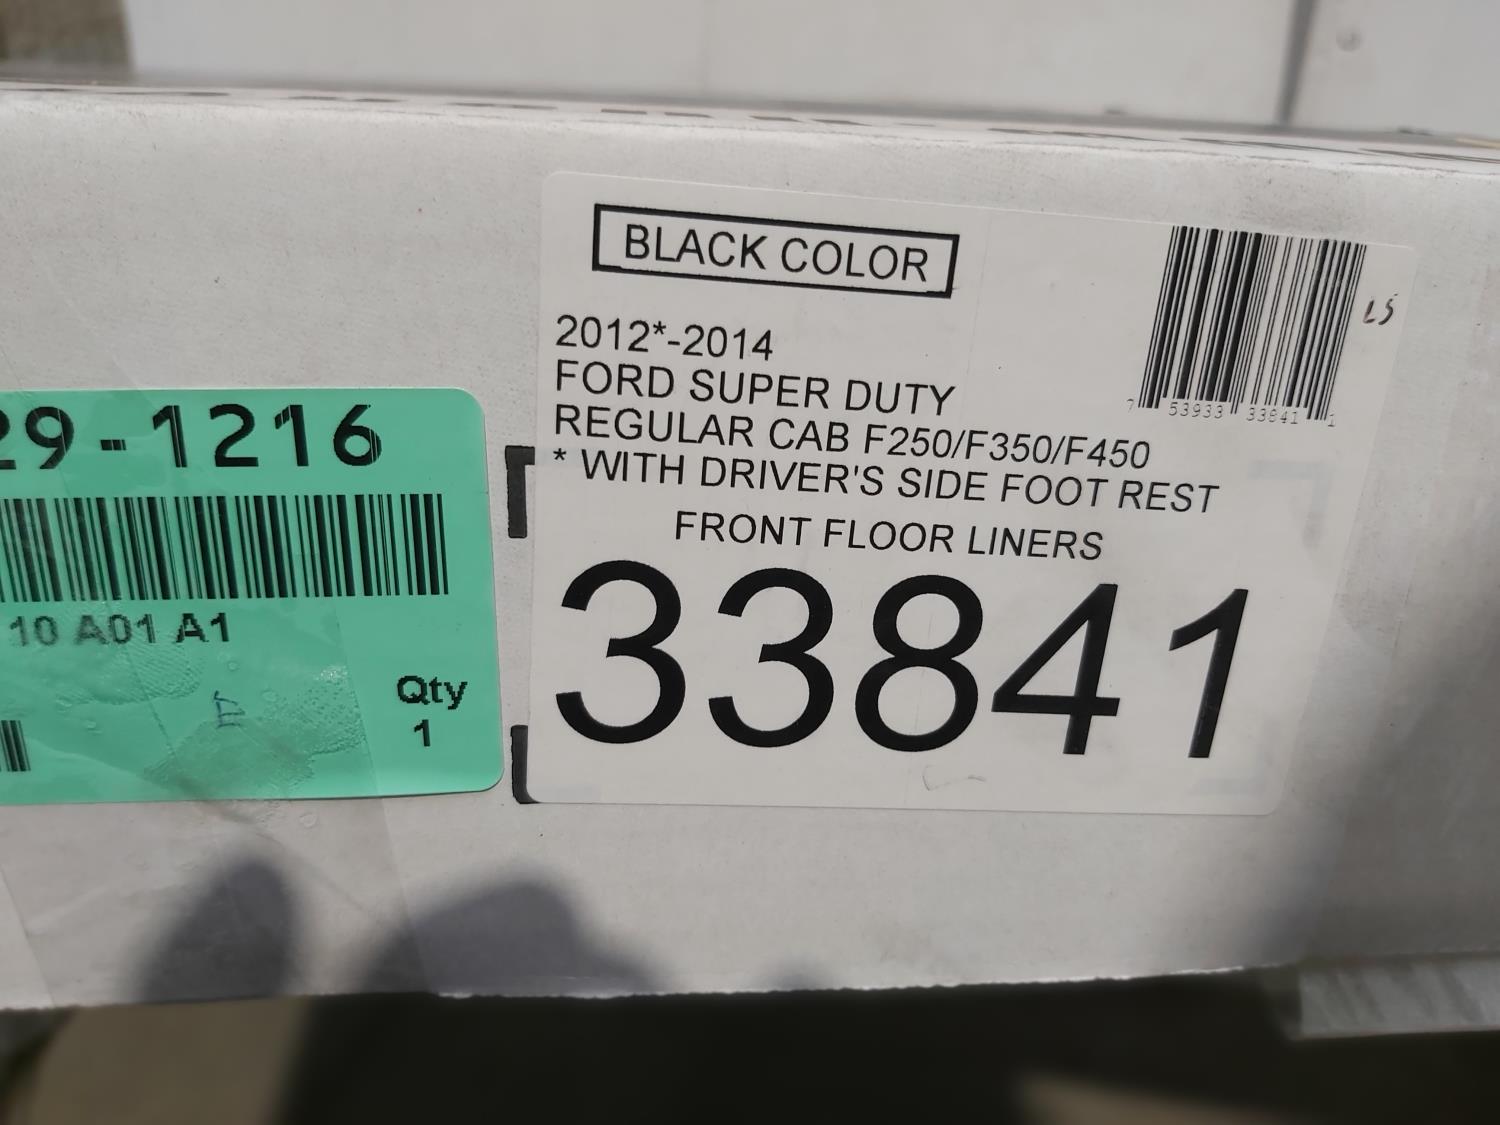 BLACK COLOR
2012*-2014
FORD SUPER DUTY
REGULAR CAB F250/F350/F450
* WITH DRIVER'S SIDE FOOT REST
FRONT FLOOR LINERS
33841
7 53933 33841 1
LS
29-1216
10 A01 A1
Qty
1